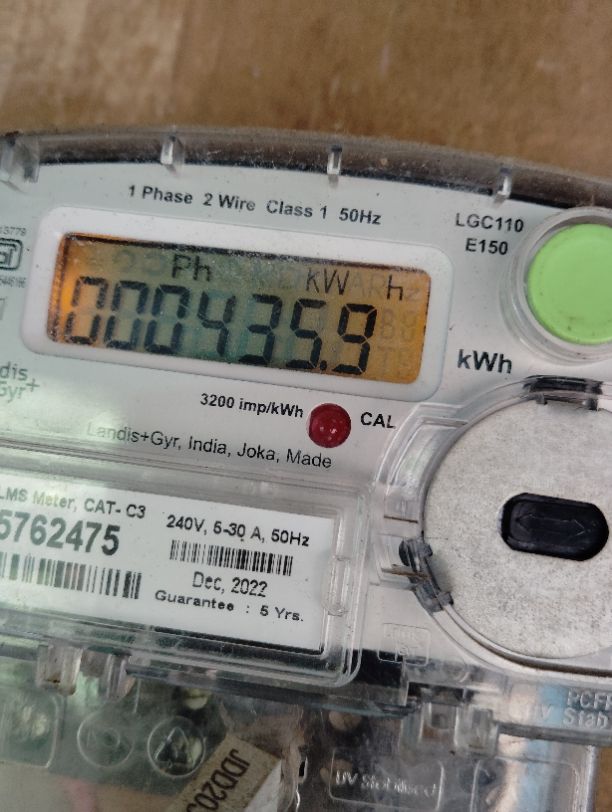 1 Phase 2 Wire Class 1 50Hz
LGC110
E150
Ph kWh
000435.9
kWh
3200 imp/kWh
CAL
Landis+Gyr, India, Joka, Made
LMS Meter, CAT- C3
5762475
240V, 5-30 A, 50Hz
Dec, 2022
Guarantee : 5 Yrs.
UV Stabilised